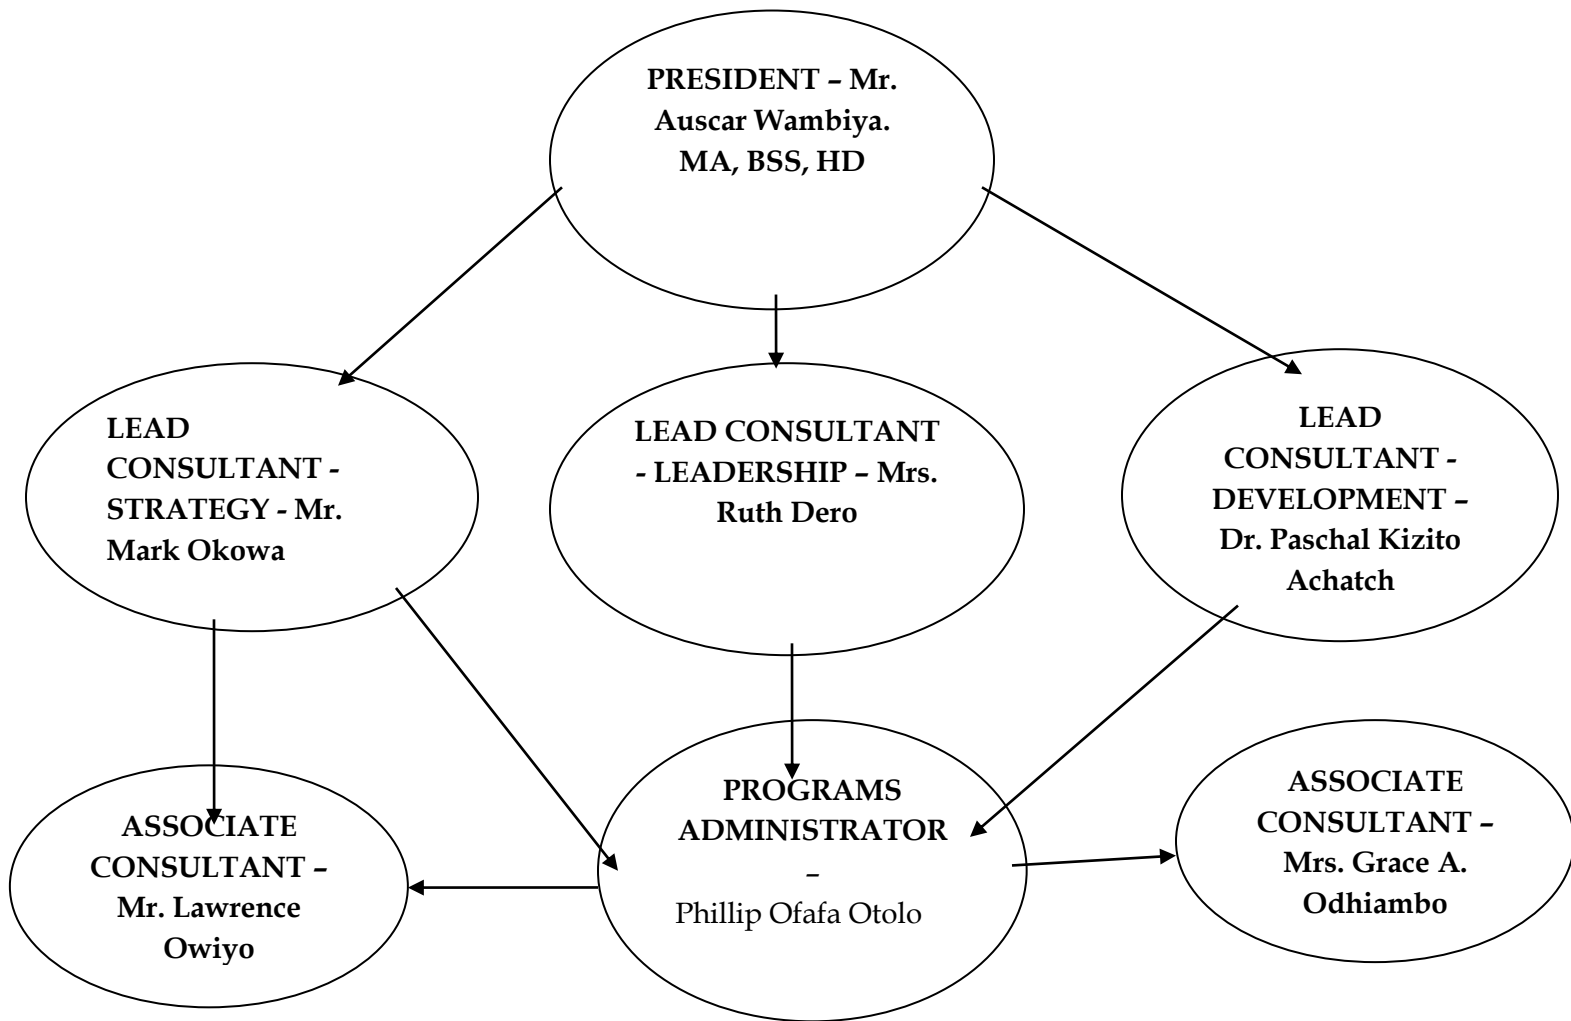 PRESIDENT – Mr.
Auscar Wambiya.
MA, BSS, HD
LEAD
CONSULTANT -
STRATEGY - Mr.
Mark Okowa
LEAD CONSULTANT
- LEADERSHIP – Mrs.
Ruth Dero
LEAD
CONSULTANT -
DEVELOPMENT –
Dr. Paschal Kizito
Achatch
ASSOCIATE
CONSULTANT –
Mr. Lawrence
Owiyo
PROGRAMS
ADMINISTRATOR
–
Phillip Ofafa Otolo
ASSOCIATE
CONSULTANT –
Mrs. Grace A.
Odhiambo